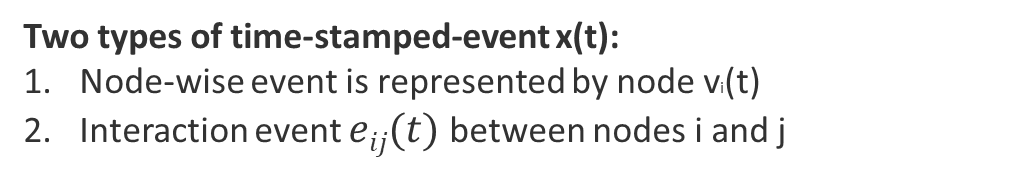 Two types of time-stamped-event x(t):
1. Node-wise event is represented by node vᵢ(t)
2. Interaction event eᵢⱼ(t) between nodes i and j